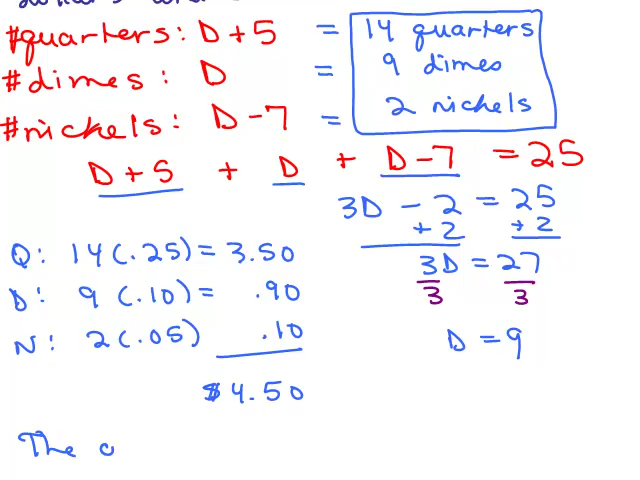 #quarters: D+5 = 14 quarters
#dimes: D = 9 dimes
#nickels: D-7 = 2 nickels
D+5 + D + D-7 = 25
3D - 2 = 25
+2 +2
3D = 27
3 3
D = 9
Q: 14(.25) = 3.50
D: 9 (.10) = .90
N: 2(.05) .10
$4.50
The c